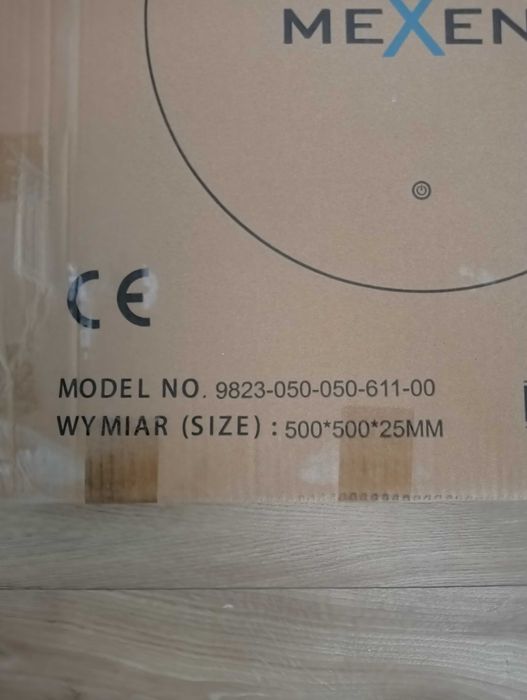 MEXEN
CE
MODEL NO. 9823-050-050-611-00
WYMIAR (SIZE) : 500*500*25MM